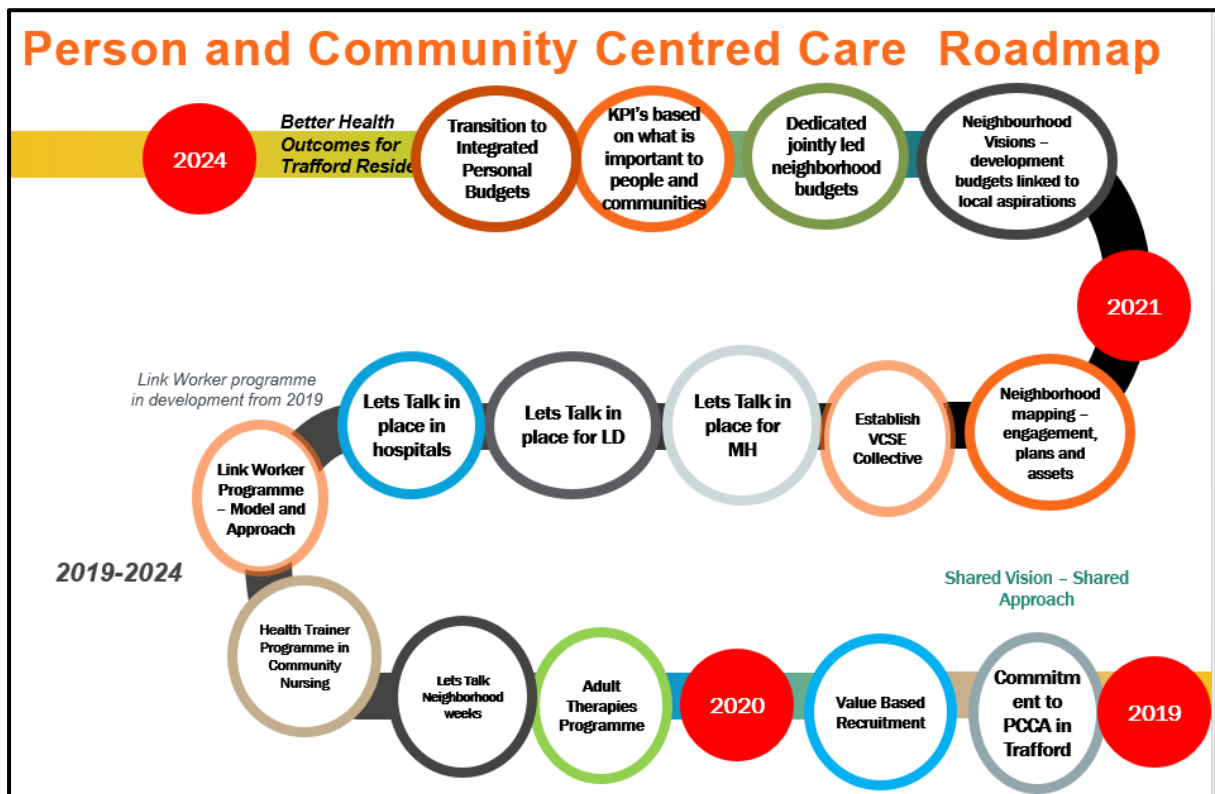 Person and Community Centred Care Roadmap
2024
Better Health
Outcomes for
Trafford Reside
Transition to
Integrated
Personal
Budgets
KPI's based
on what is
important to
people and
communities
Dedicated
jointly led
neighborhood
budgets
Neighbourhood
Visions –
development
budgets linked to
local aspirations
2021
Link Worker programme
in development from 2019
Link Worker
Programme
– Model and
Approach
Lets Talk in
place in
hospitals
Lets Talk in
place for LD
Lets Talk in
place for
MH
Establish
VCSE
Collective
Neighborhood
mapping –
engagement,
plans and
assets
2019-2024
Shared Vision – Shared
Approach
Health Trainer
Programme in
Community
Nursing
Lets Talk
Neighborhood
weeks
Adult
Therapies
Programme
2020
Value Based
Recruitment
Commitm
ent to
PCCA in
Trafford
2019